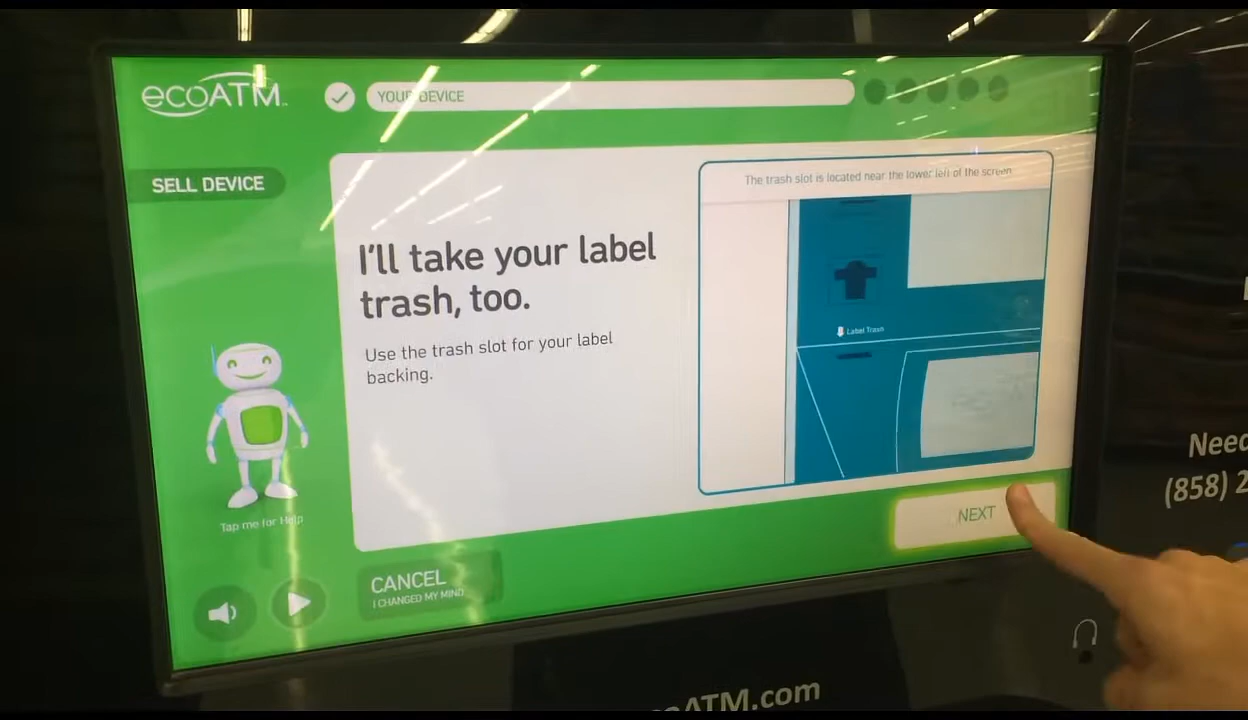 ecoATM
YOUR DEVICE
SELL DEVICE
The trash slot is located near the lower left of the screen
I'll take your label
trash, too.
Use the trash slot for your label
backing.
Label Trash
Tap me for Help
NEXT
CANCEL
I CHANGED MY MIND
Need
(858) 2
ATM.com